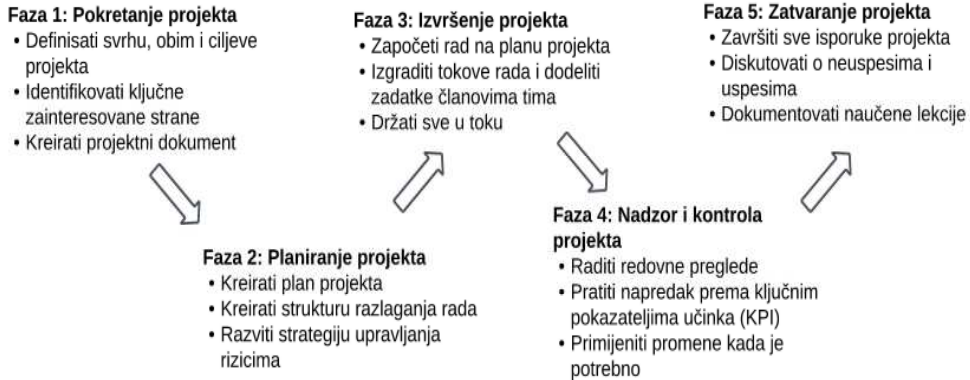 Faza 1: Pokretanje projekta
• Definisati svrhu, obim i ciljeve
projekta
• Identifikovati ključne
zainteresovane strane
• Kreirati projektni dokument
Faza 2: Planiranje projekta
• Kreirati plan projekta
• Kreirati strukturu razlaganja rada
• Razviti strategiju upravljanja
rizicima
Faza 3: Izvršenje projekta
• Započeti rad na planu projekta
• Izgraditi tokove rada i dodeliti
zadatke članovima tima
• Držati sve u toku
Faza 4: Nadzor i kontrola
projekta
• Raditi redovne preglede
• Pratiti napredak prema ključnim
pokazateljima učinka (KPI)
• Primijeniti promene kada je
potrebno
Faza 5: Zatvaranje projekta
• Završiti sve isporuke projekta
• Diskutovati o neuspesima i
uspesima
• Dokumentovati naučene lekcije